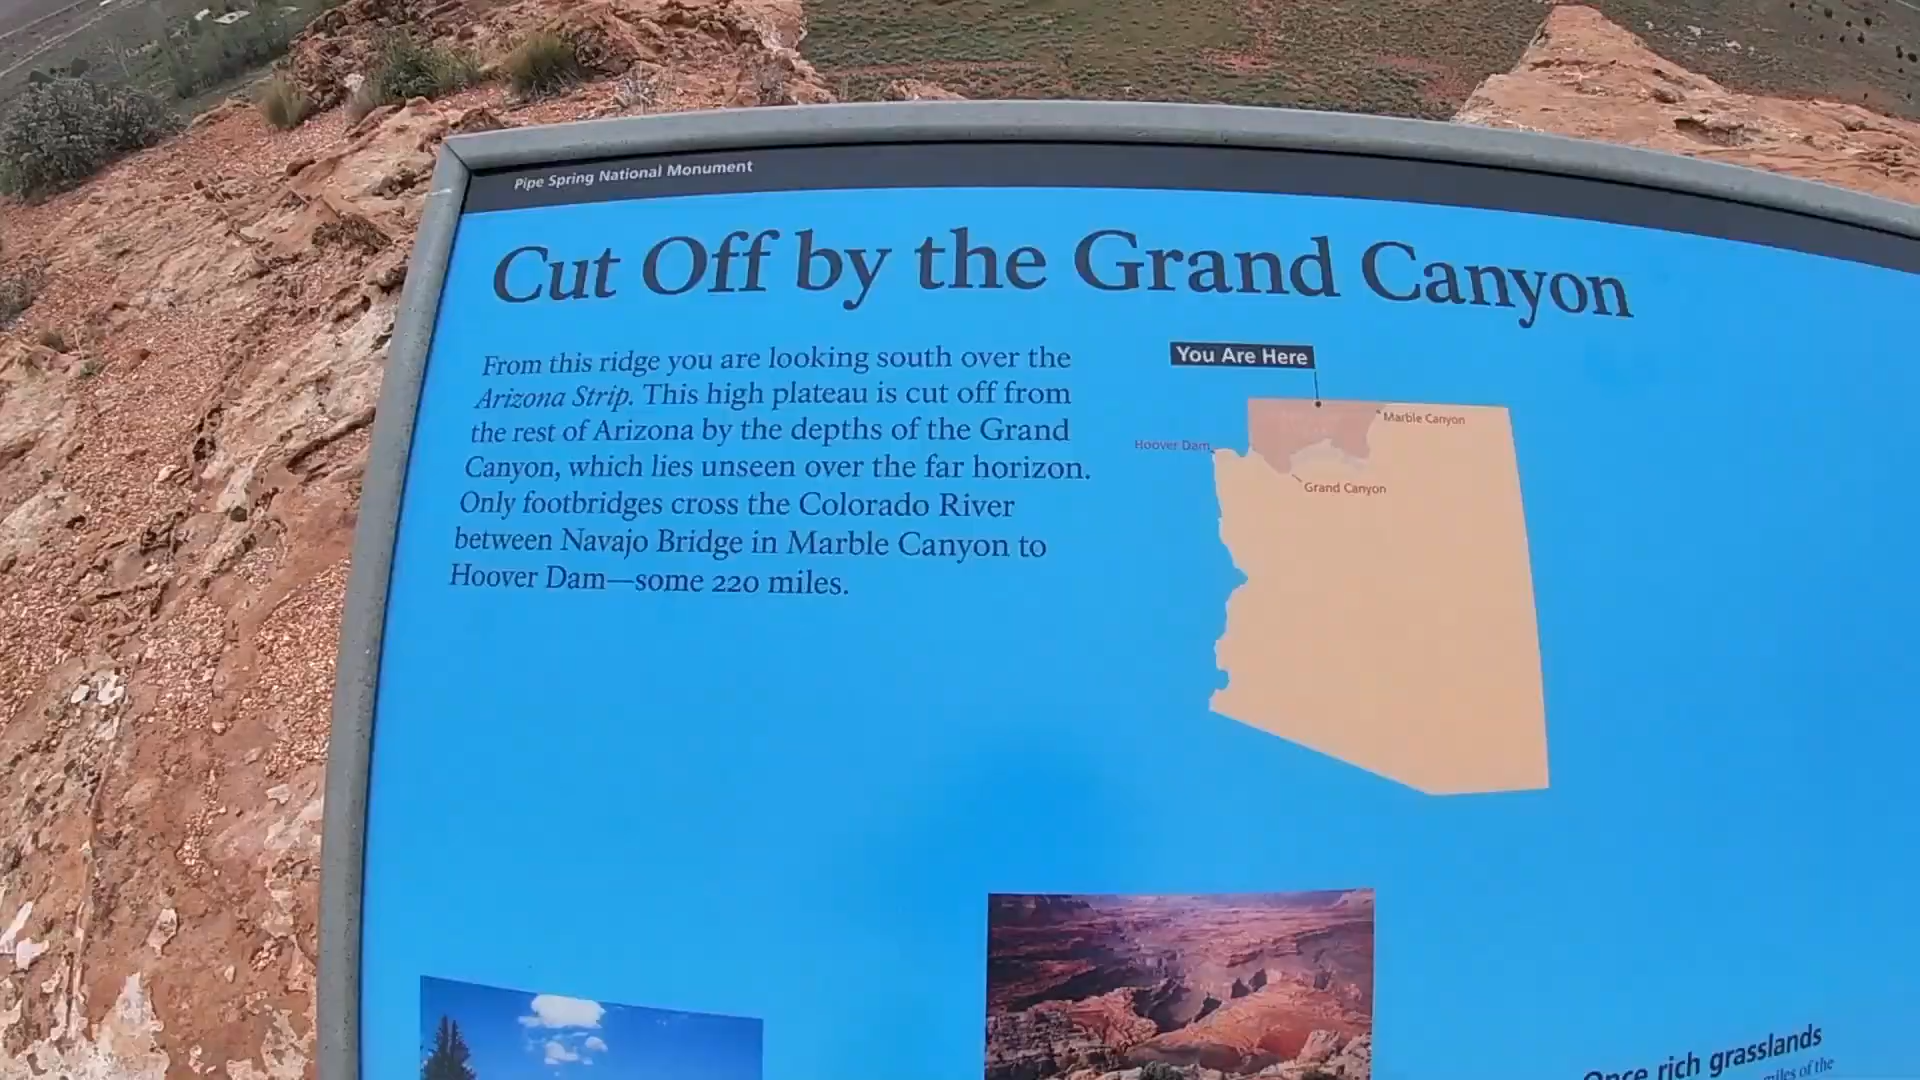 Pipe Spring National Monument
Cut Off by the Grand Canyon
From this ridge you are looking south over the
Arizona Strip. This high plateau is cut off from
the rest of Arizona by the depths of the Grand
Canyon, which lies unseen over the far horizon.
Only footbridges cross the Colorado River
between Navajo Bridge in Marble Canyon to
Hoover Dam—some 220 miles.
You Are Here
Marble Canyon
Hoover Dam
Grand Canyon
Once rich grasslands
miles of the